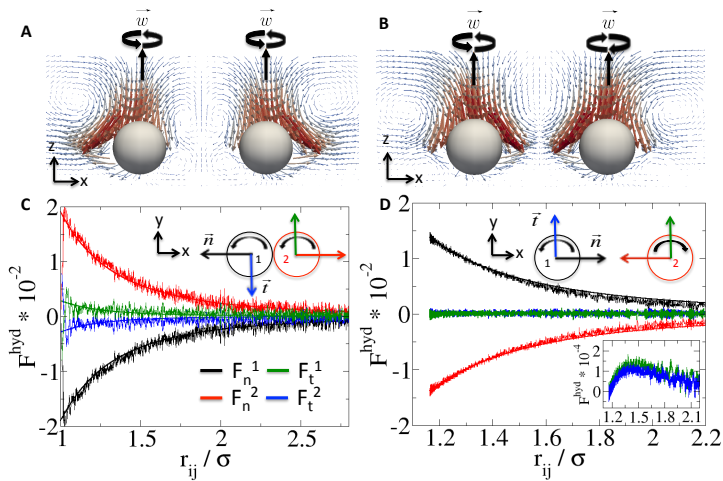 A
w
w
B
w
w
z
x
z
x
C
D
F^hyd * 10^-2
2
1
0
-1
-2
y
x
n
1
2
t
F_n^1
F_t^1
F_n^2
F_t^2
1
1.5
2
2.5
r_ij / σ
F^hyd * 10^-2
2
1
0
-1
-2
y
x
t
n
1
2
F^hyd * 10^-4
2
1
0
1.2
1.5
1.8
2.1
1.2
1.4
1.6
1.8
2
2.2
r_ij / σ